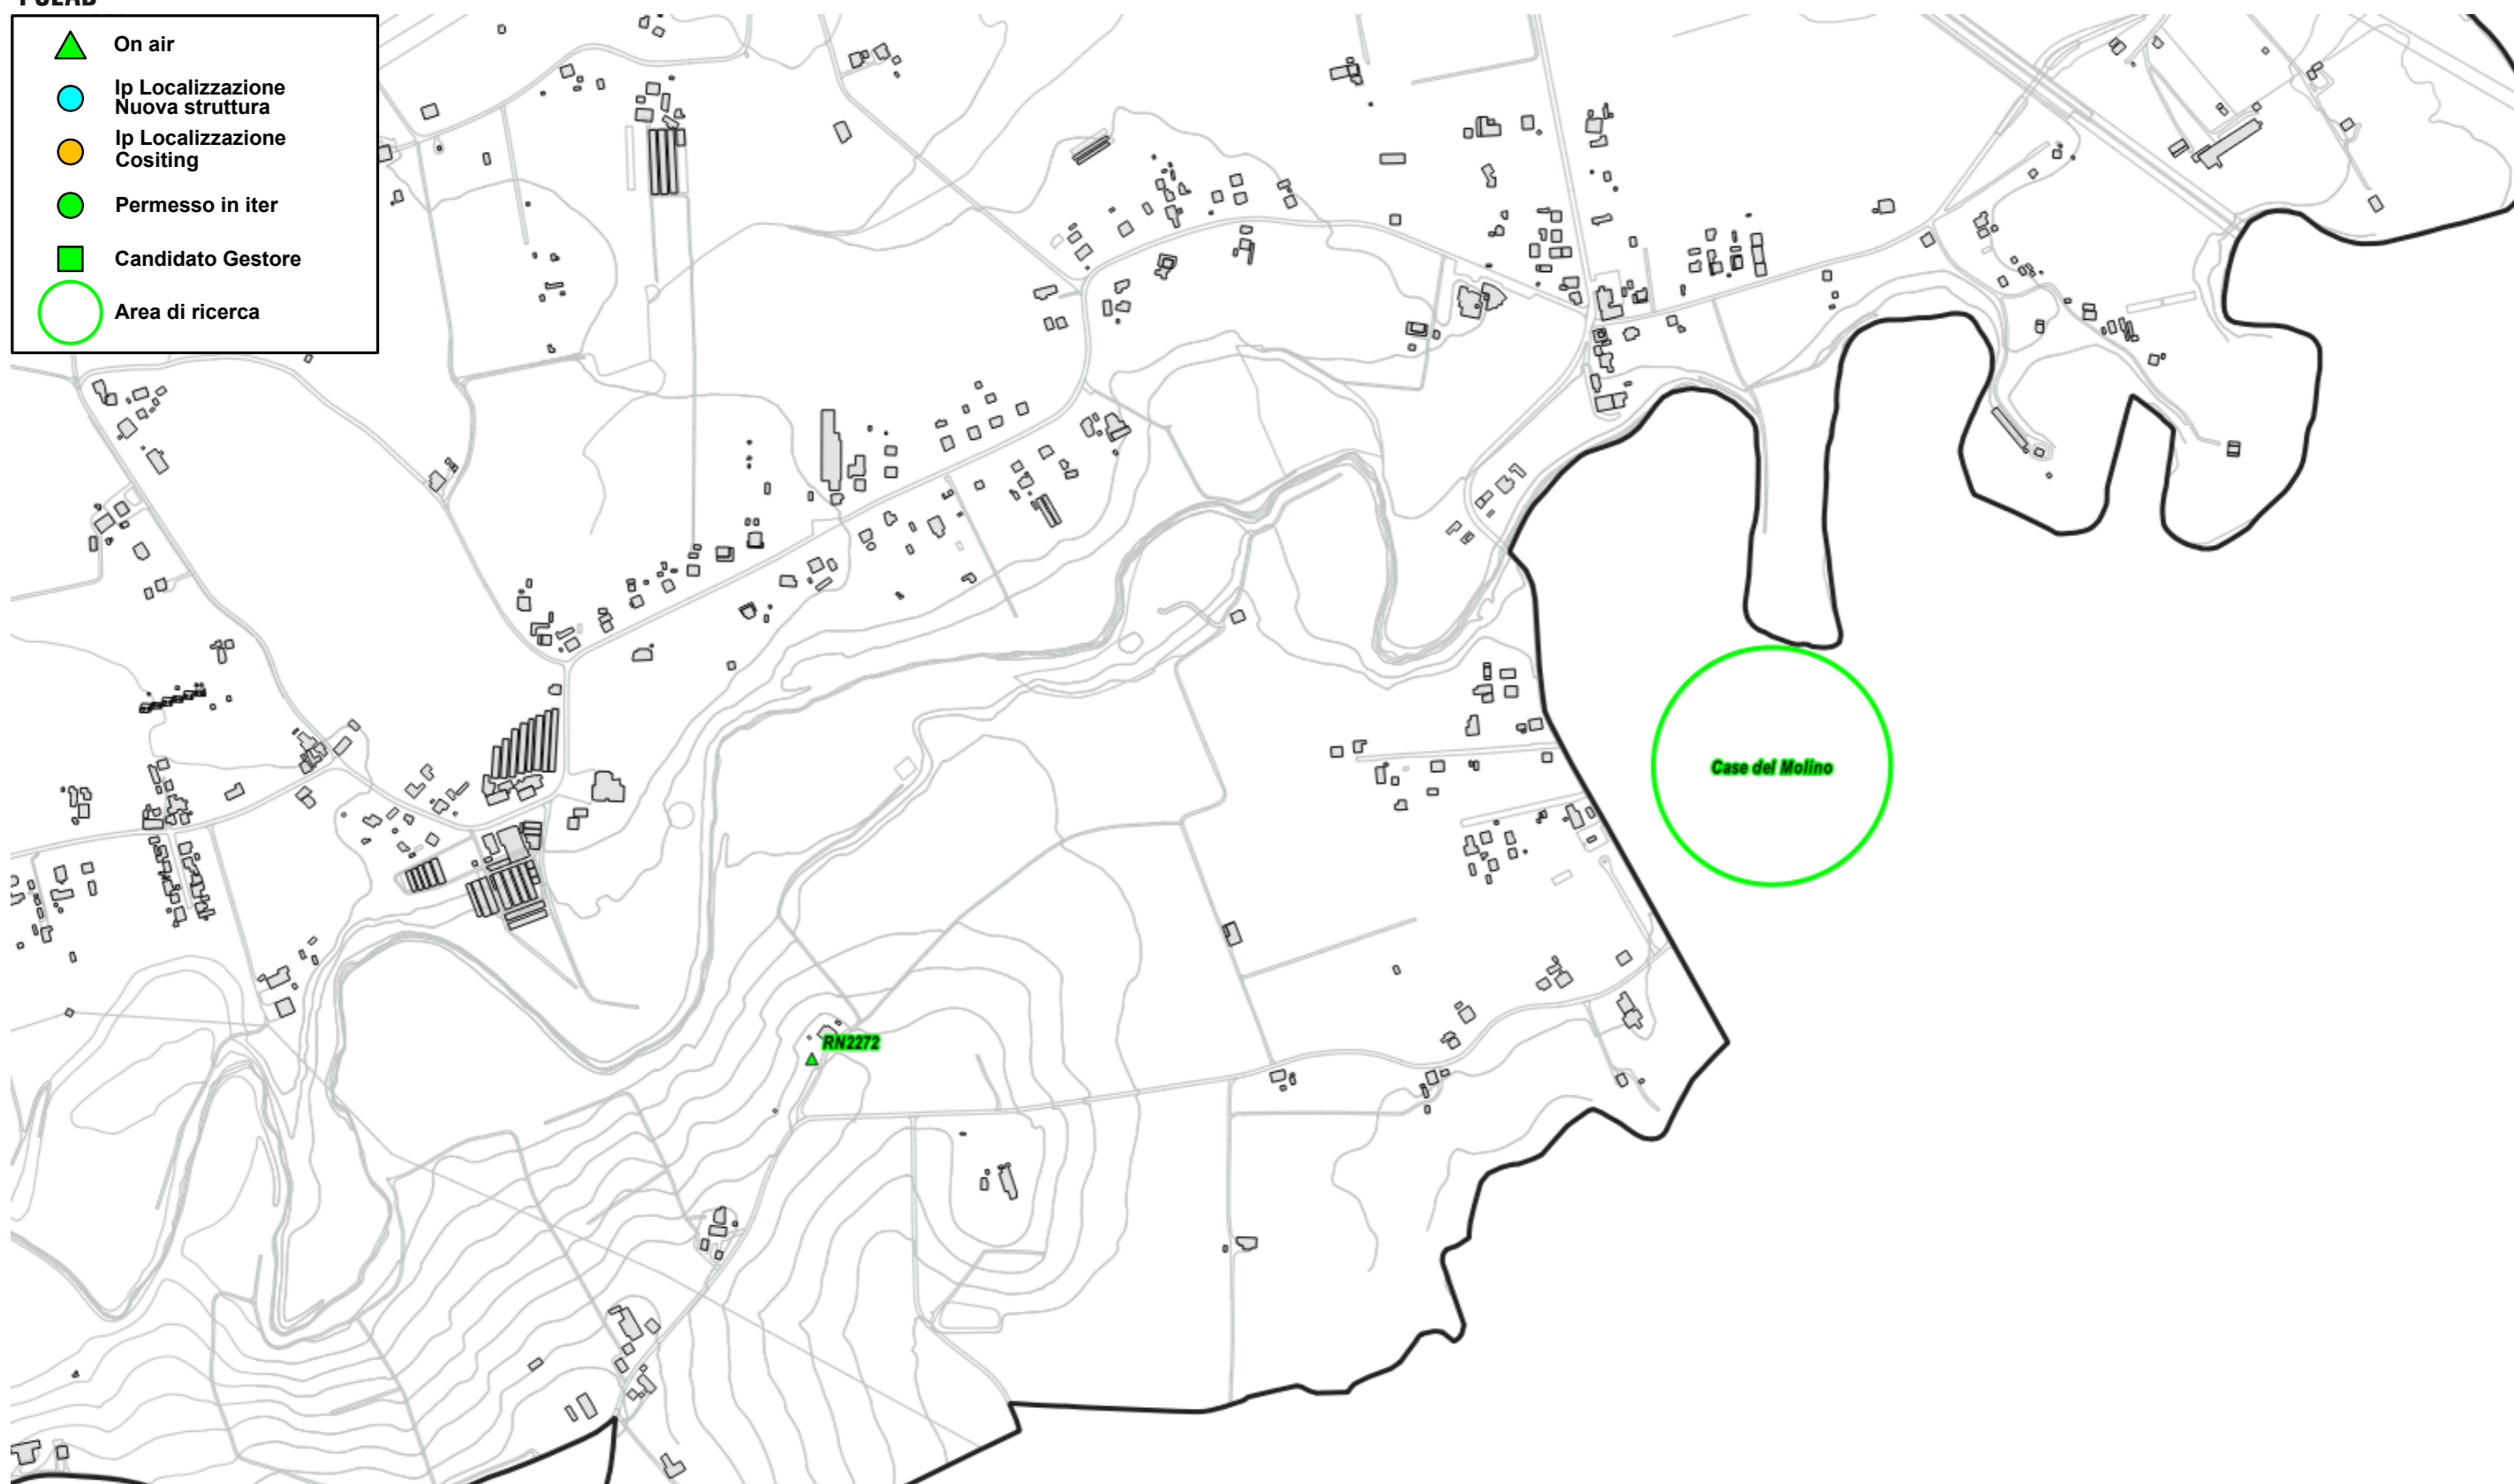 On air
Ip Localizzazione
Nuova struttura
Ip Localizzazione
Cositing
Permesso in iter
Candidato Gestore
Area di ricerca
Case del Molino
RN2272